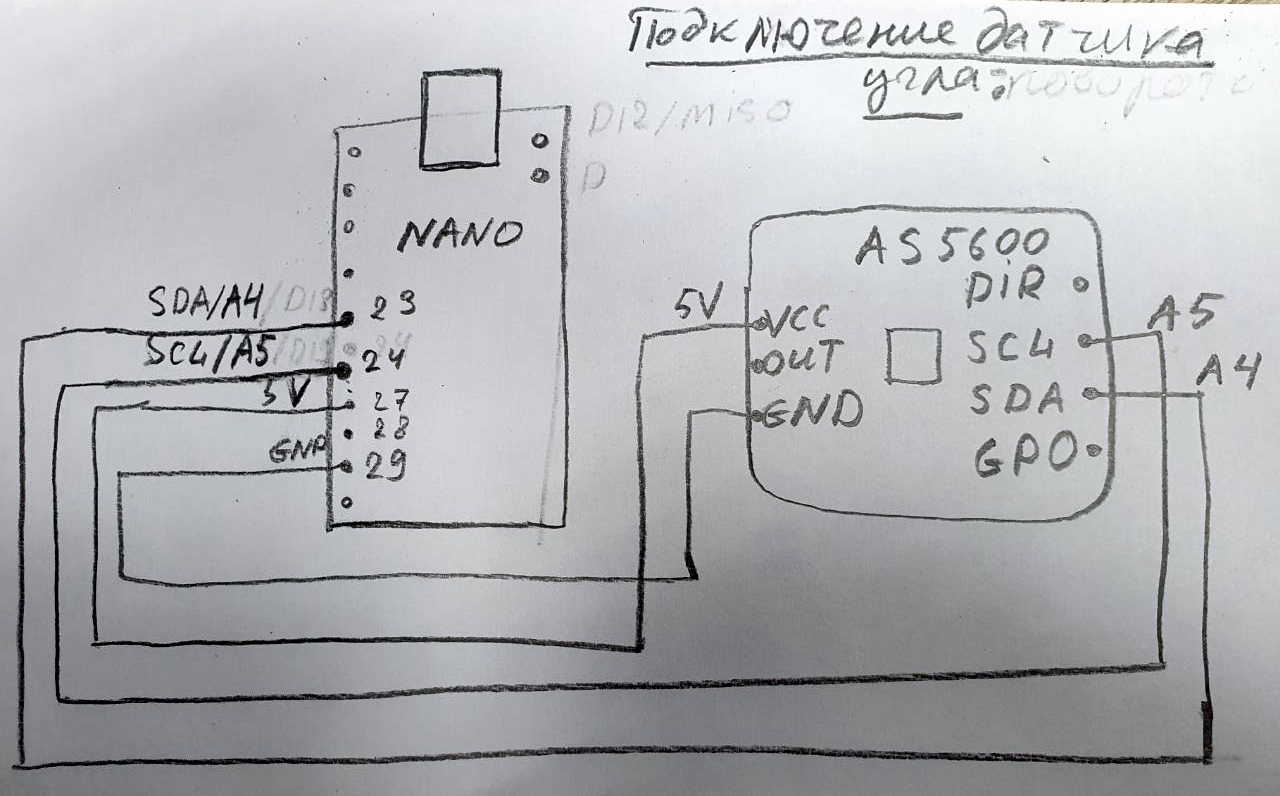 Подключение датчика
угла:поворота
D12/MISO
D
NANO
SDA/A4/D18
23
SCL/A5/D19
24
5V
27
28
GND
29
AS5600
DiR
5V
VCC
OUT
GND
SCL
A5
SDA
A4
GPO